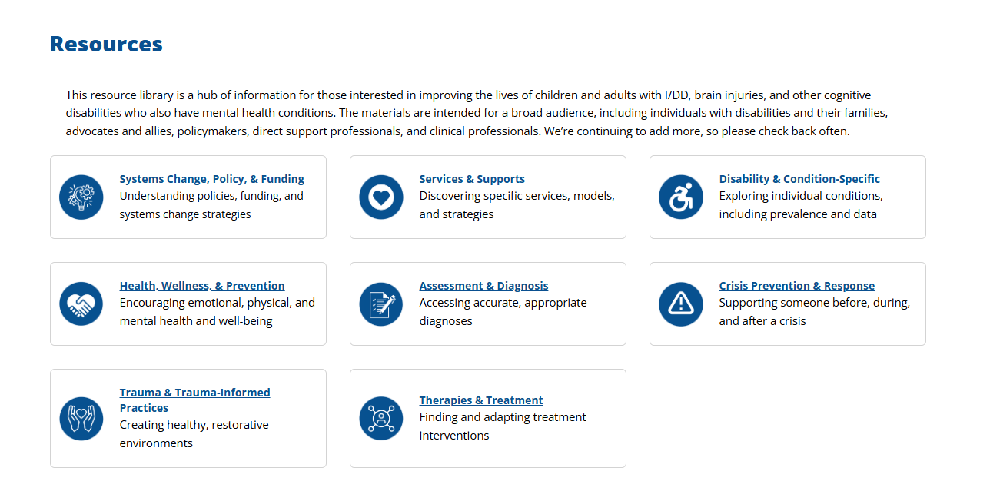 Resources
This resource library is a hub of information for those interested in improving the lives of children and adults with I/DD, brain injuries, and other cognitive
disabilities who also have mental health conditions. The materials are intended for a broad audience, including individuals with disabilities and their families,
advocates and allies, policymakers, direct support professionals, and clinical professionals. We’re continuing to add more, so please check back often.
Systems Change, Policy, & Funding
Understanding policies, funding, and
systems change strategies
Services & Supports
Discovering specific services, models,
and strategies
Disability & Condition-Specific
Exploring individual conditions,
including prevalence and data
Health, Wellness, & Prevention
Encouraging emotional, physical, and
mental health and well-being
Assessment & Diagnosis
Accessing accurate, appropriate
diagnoses
Crisis Prevention & Response
Supporting someone before, during,
and after a crisis
Trauma & Trauma-Informed
Practices
Creating healthy, restorative
environments
Therapies & Treatment
Finding and adapting treatment
interventions